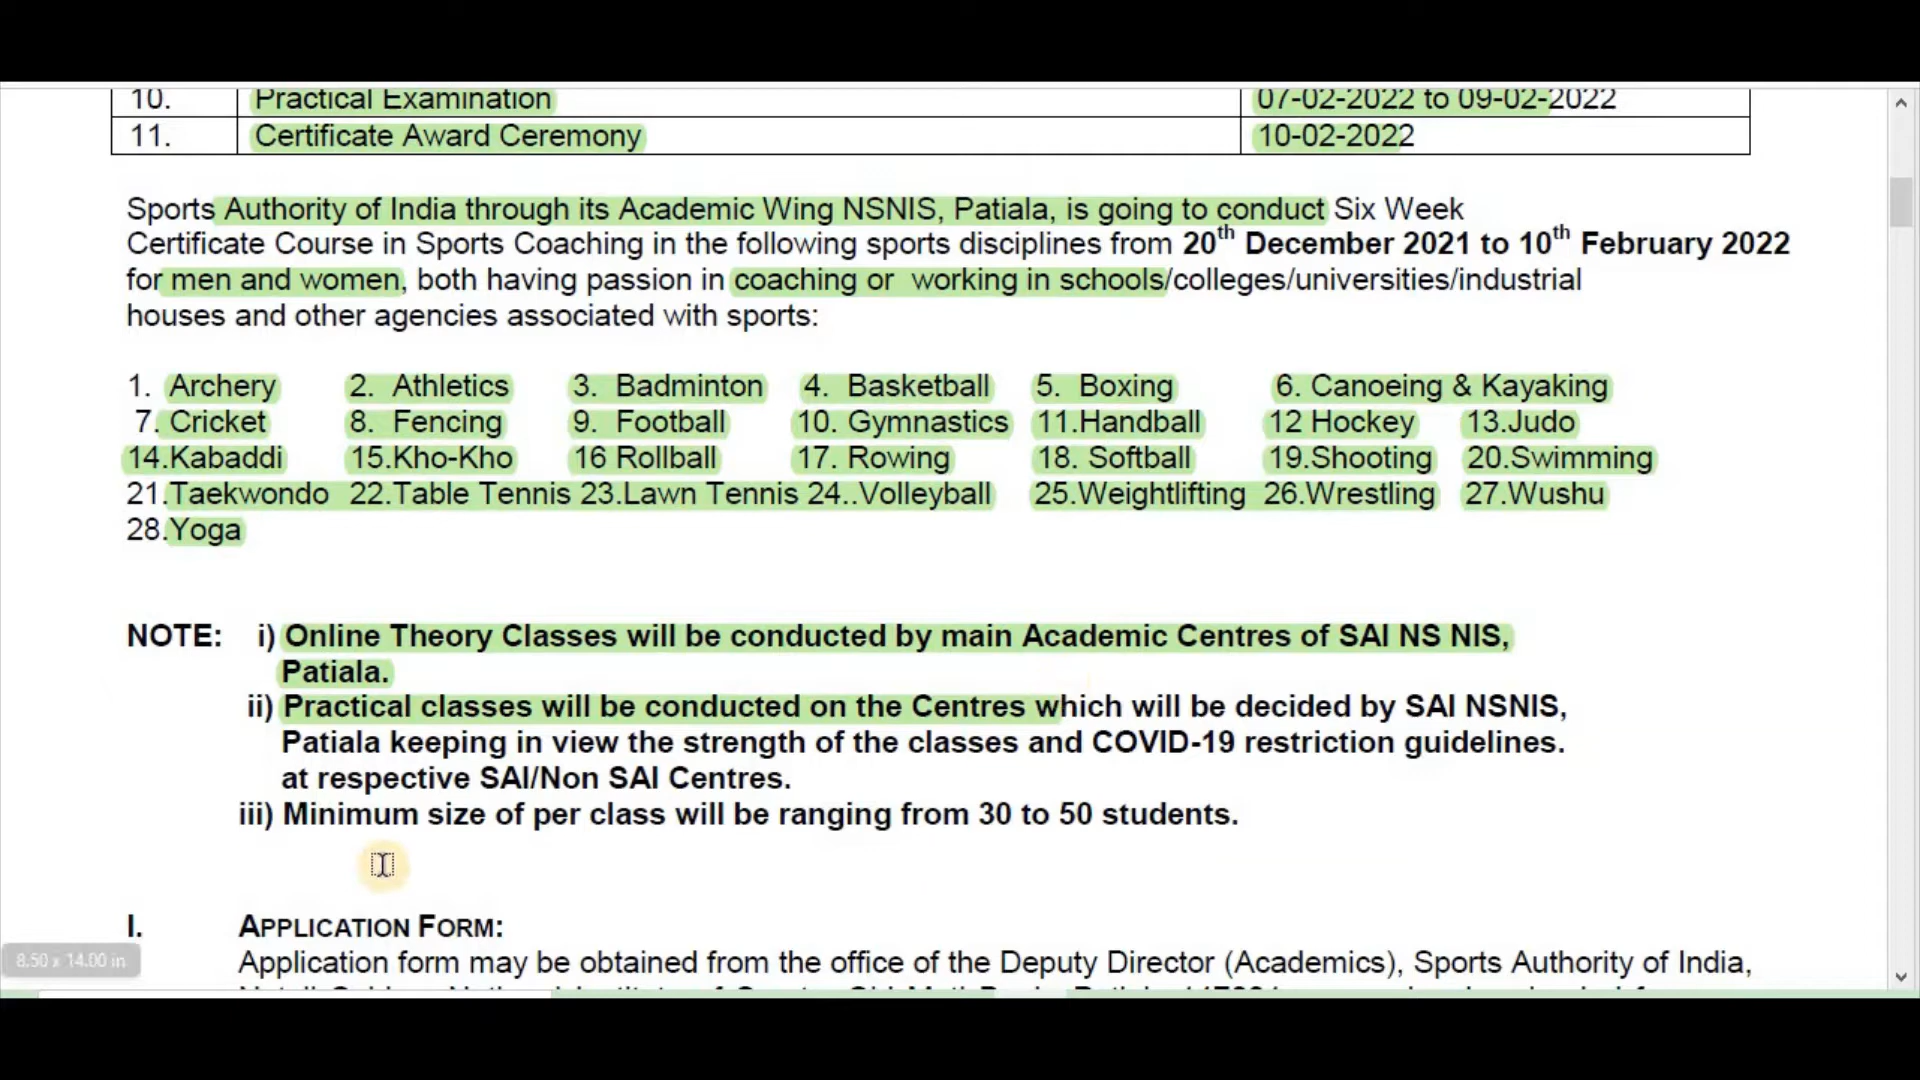 10. Practical Examination 07-02-2022 to 09-02-2022
11. Certificate Award Ceremony 10-02-2022
Sports Authority of India through its Academic Wing NSNIS, Patiala, is going to conduct Six Week
Certificate Course in Sports Coaching in the following sports disciplines from 20th December 2021 to 10th February 2022
for men and women, both having passion in coaching or working in schools/colleges/universities/industrial
houses and other agencies associated with sports:
1. Archery 2. Athletics 3. Badminton 4. Basketball 5. Boxing 6. Canoeing & Kayaking
7. Cricket 8. Fencing 9. Football 10. Gymnastics 11.Handball 12 Hockey 13.Judo
14.Kabaddi 15.Kho-Kho 16 Rollball 17. Rowing 18. Softball 19.Shooting 20.Swimming
21.Taekwondo 22.Table Tennis 23.Lawn Tennis 24..Volleyball 25.Weightlifting 26.Wrestling 27.Wushu
28.Yoga
NOTE: i) Online Theory Classes will be conducted by main Academic Centres of SAI NS NIS,
Patiala.
ii) Practical classes will be conducted on the Centres which will be decided by SAI NSNIS,
Patiala keeping in view the strength of the classes and COVID-19 restriction guidelines.
at respective SAI/Non SAI Centres.
iii) Minimum size of per class will be ranging from 30 to 50 students.
I. APPLICATION FORM:
Application form may be obtained from the office of the Deputy Director (Academics), Sports Authority of India,
8.50 x 14.00 in